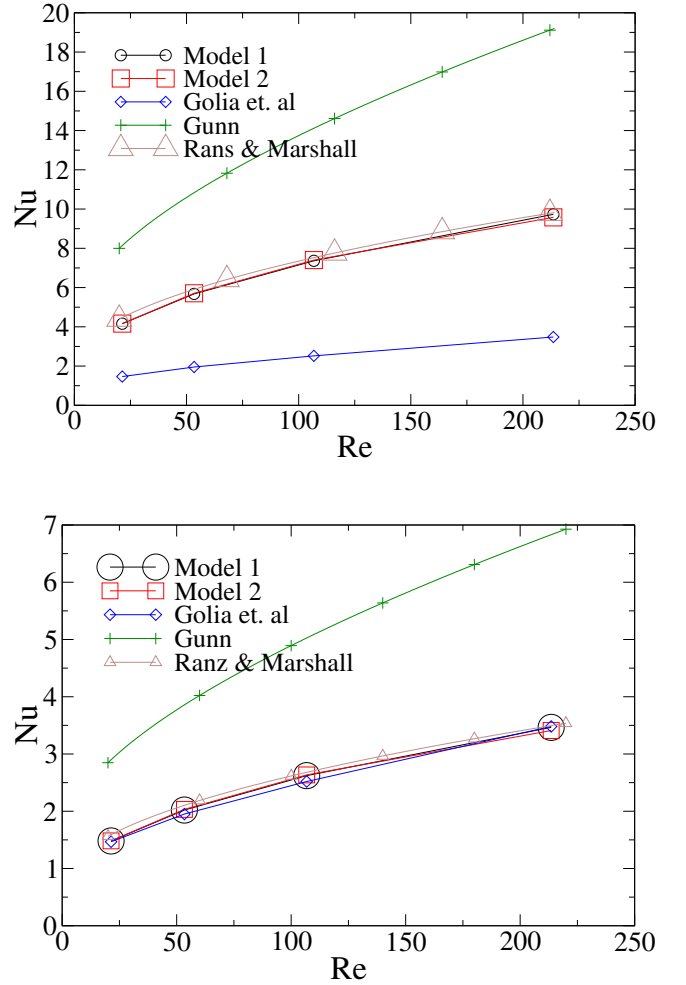 20
18
16
14
12
10
8
6
4
2
0
Nu
Model 1
Model 2
Golia et. al
Gunn
Rans & Marshall
0 50 100 150 200 250
Re
7
6
5
4
3
2
1
0
Nu
Model 1
Model 2
Golia et. al
Gunn
Ranz & Marshall
0 50 100 150 200 250
Re